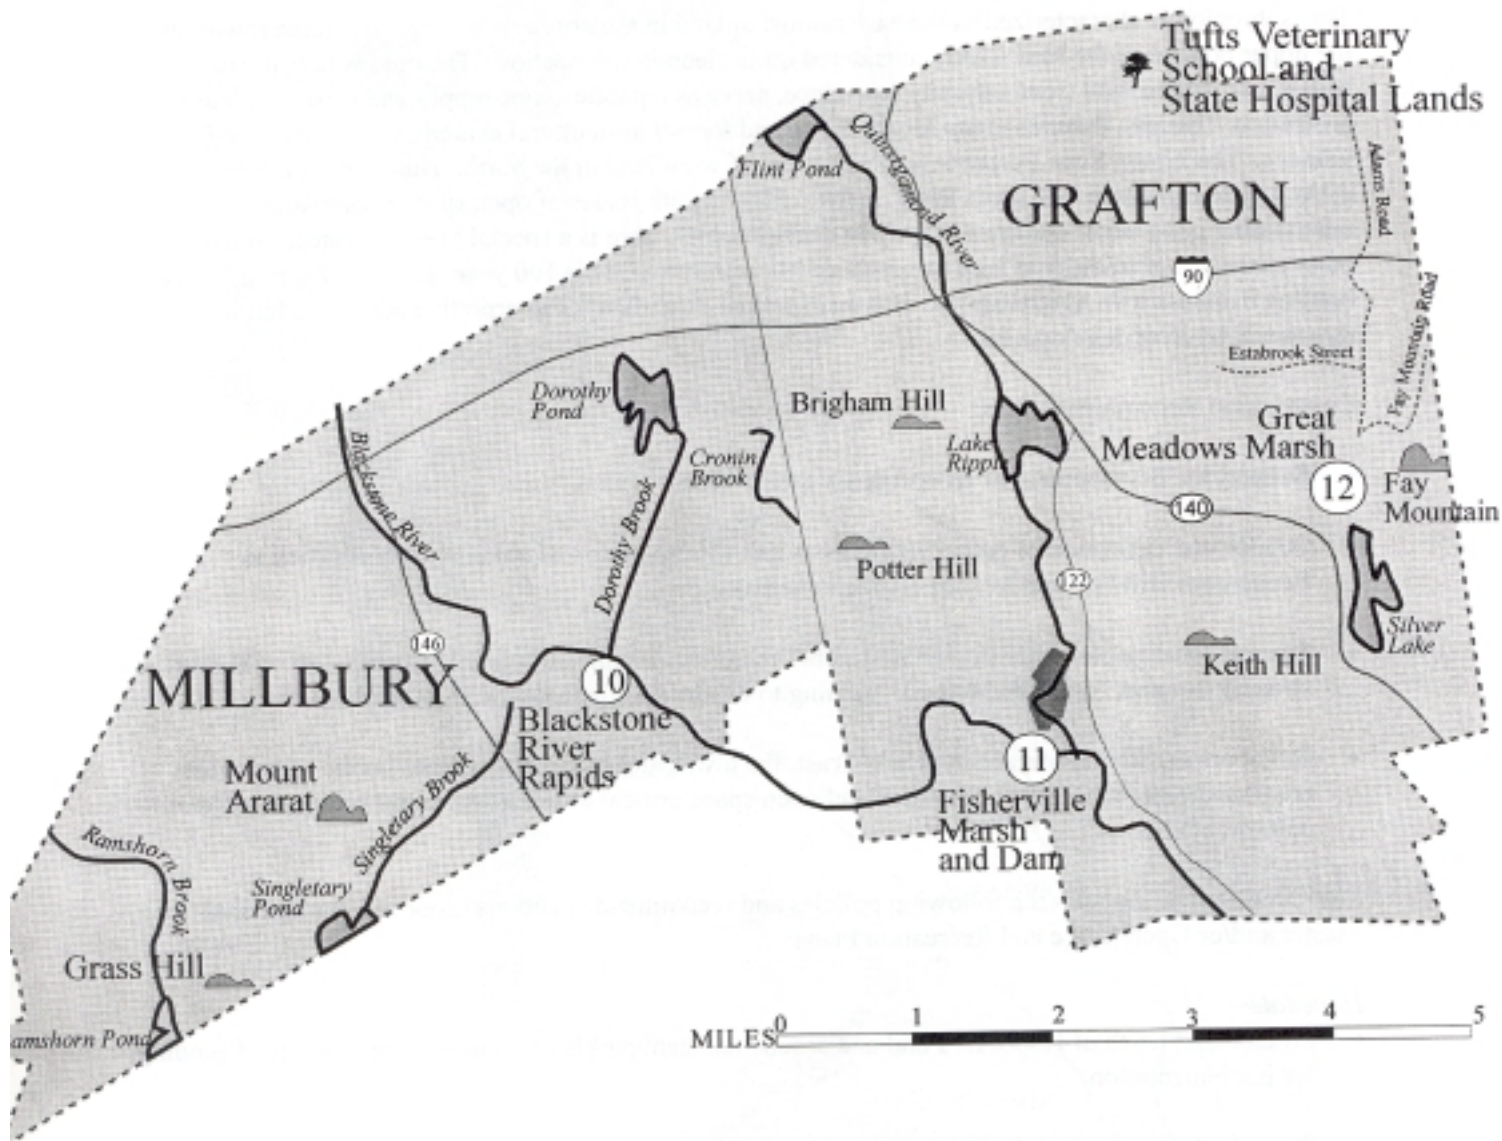 Tufts Veterinary
School and
State Hospital Lands
Quinsigamond River
Flint Pond
GRAFTON
Adams Road
90
Fay Mountain Road
Estabrook Street
Dorothy
Pond
Brigham Hill
Great
Meadows Marsh
Lake
Ripple
Blackstone River
Cronin
Brook
Dorothy Brook
12
Fay
Mountain
140
Potter Hill
122
Silver
Lake
146
Keith Hill
MILLBURY
10
Blackstone
River
Rapids
11
Fisherville
Marsh
and Dam
Mount
Ararat
Singletary Brook
Ramshorn Brook
Singletary
Pond
Grass Hill
amshorn Pond
MILES
0 1 2 3 4 5